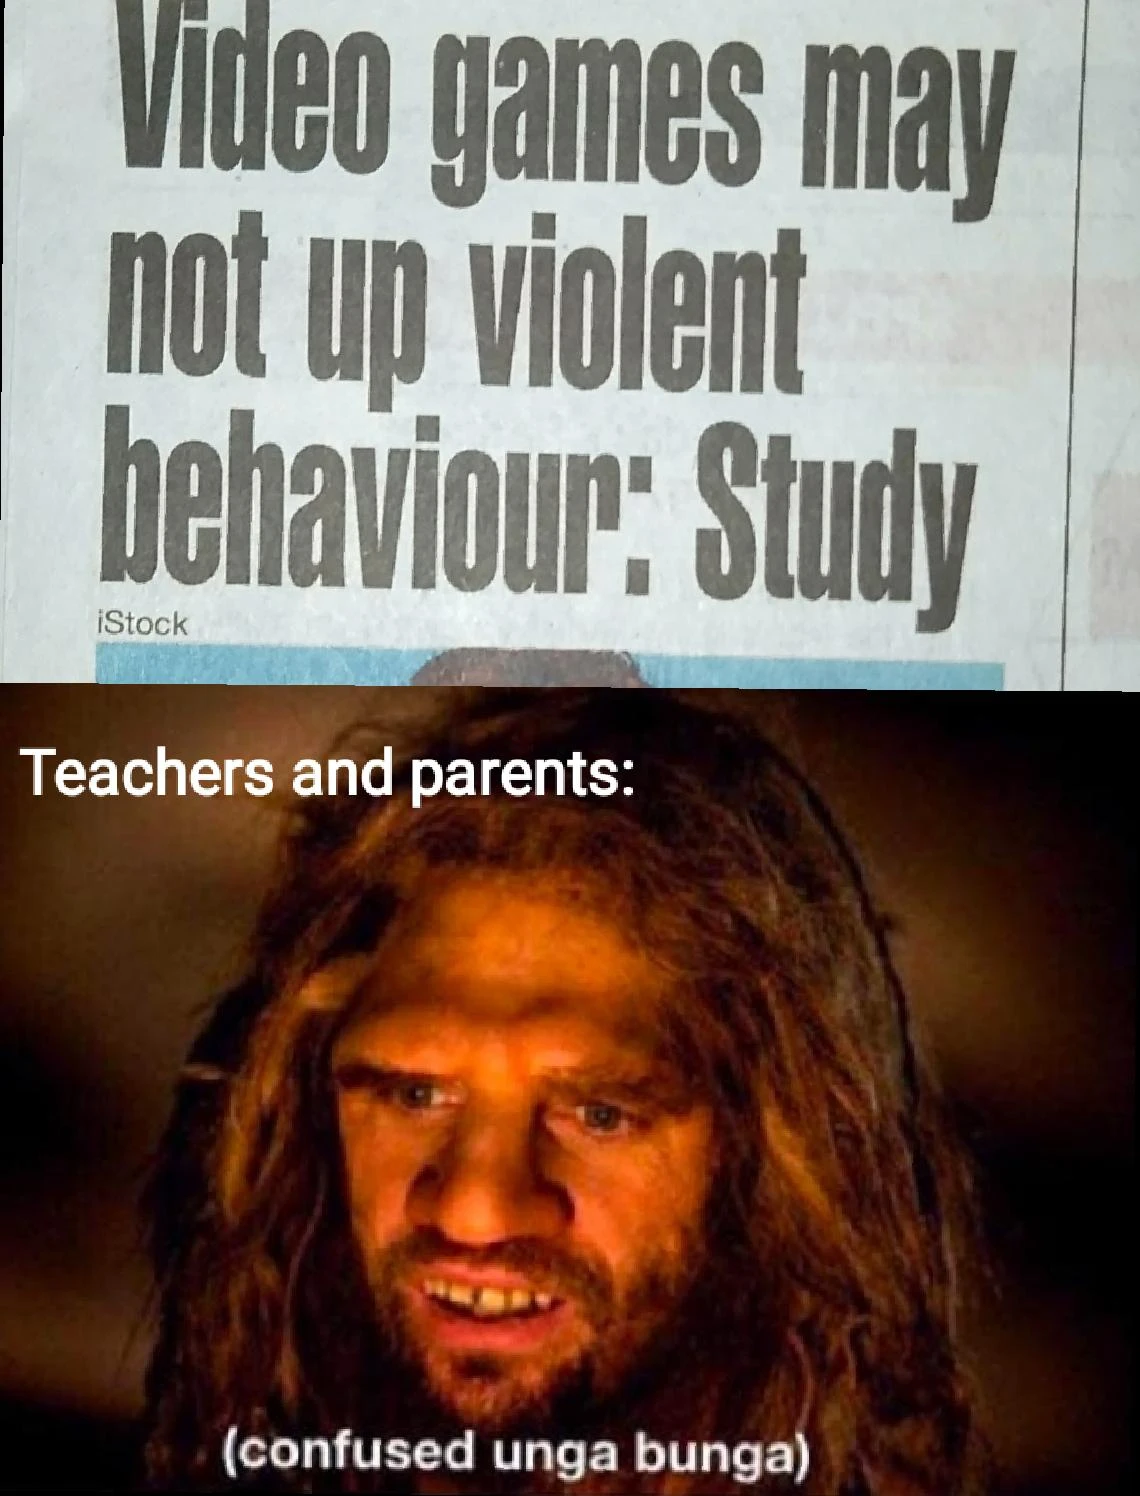 Video games may
not up violent
behaviour: Study
iStock
Teachers and parents:
(confused unga bunga)